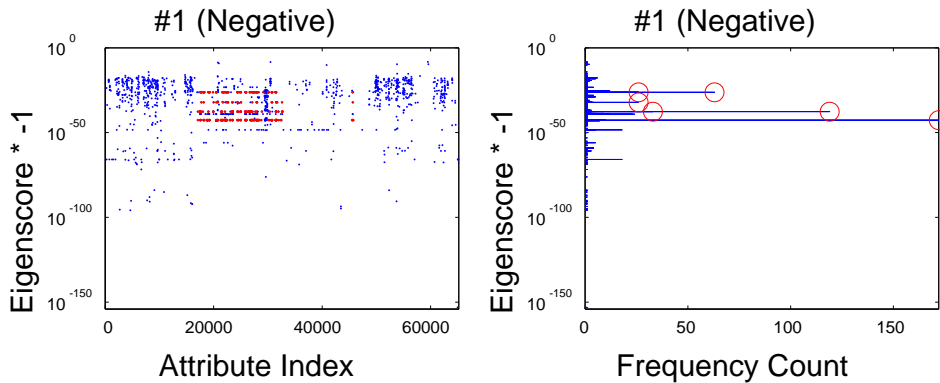 #1 (Negative)
10^0
10^-50
10^-100
10^-150
Eigenscore * -1
0 20000 40000 60000
Attribute Index
#1 (Negative)
10^0
10^-50
10^-100
10^-150
Eigenscore * -1
0 50 100 150
Frequency Count